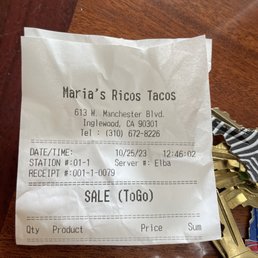 Maria's Ricos Tacos
613 W. Manchester Blvd.
Inglewood, CA 90301
Tel : (310) 672-8226
DATE/TIME: 10/25/23 12:46:02
STATION #:01-1 Server #: Elba
RECEIPT #:001-1-0079
SALE (ToGo)
Qty Product Price Sum